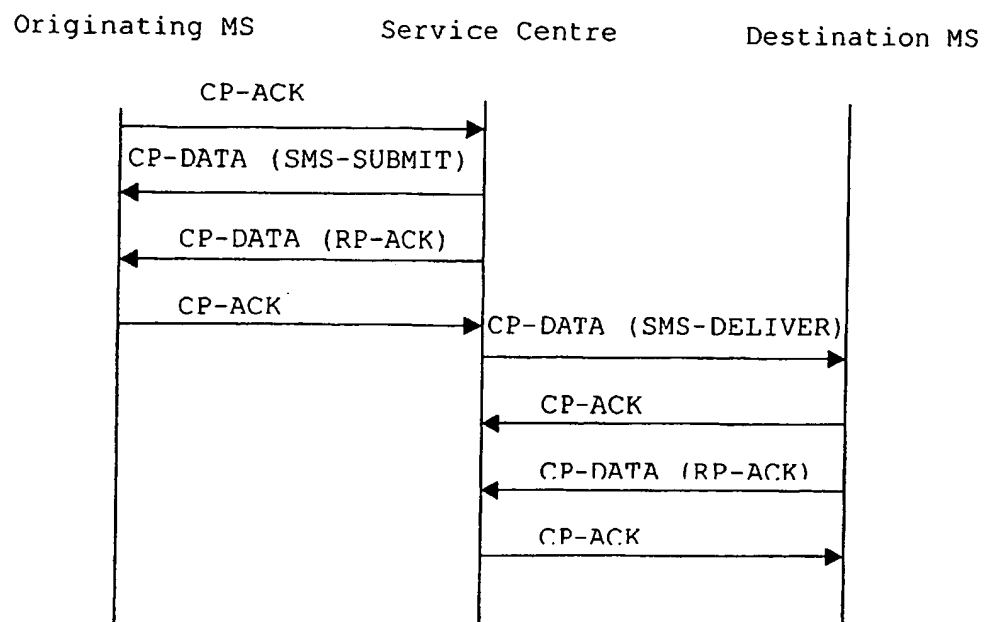 Originating MS
Service Centre
Destination MS
CP-ACK
CP-DATA (SMS-SUBMIT)
CP-DATA (RP-ACK)
CP-ACK
CP-DATA (SMS-DELIVER)
CP-ACK
CP-DATA (RP-ACK)
CP-ACK